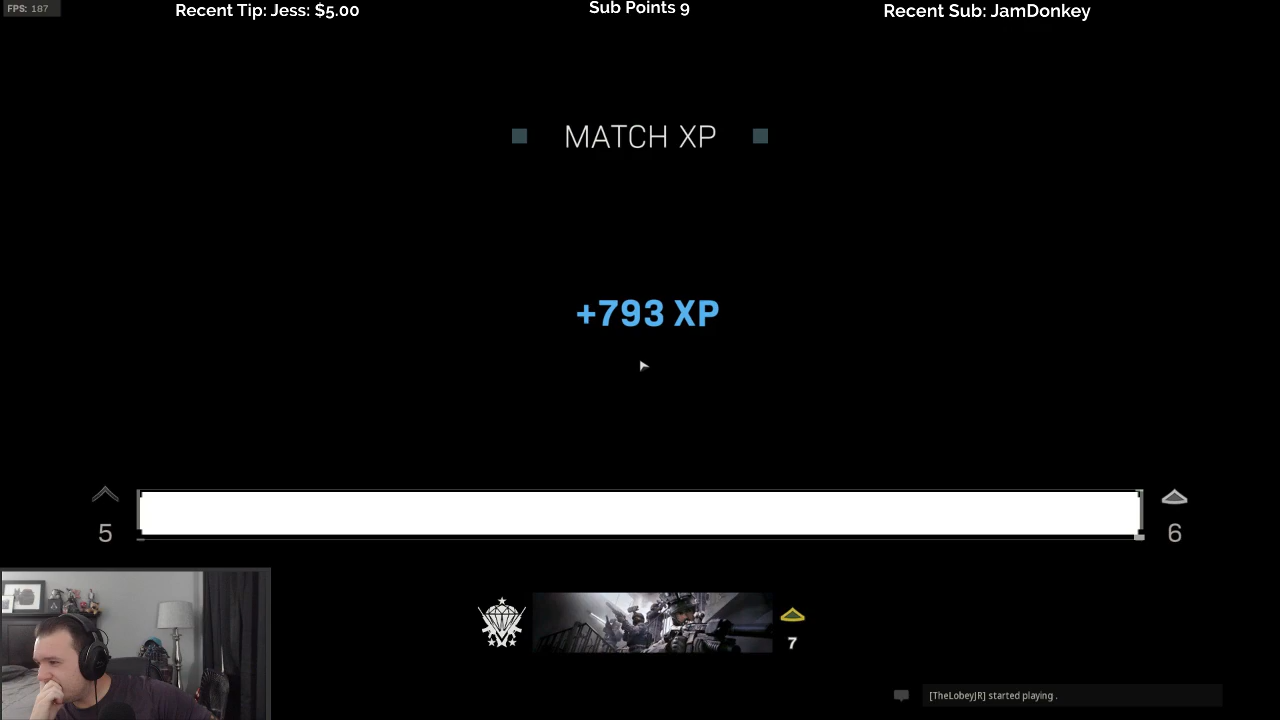 FPS: 187
Recent Tip: Jess: $5.00
Sub Points 9
Recent Sub: JamDonkey
MATCH XP
+793 XP
5
6
7
[TheLobeyJR] started playing .